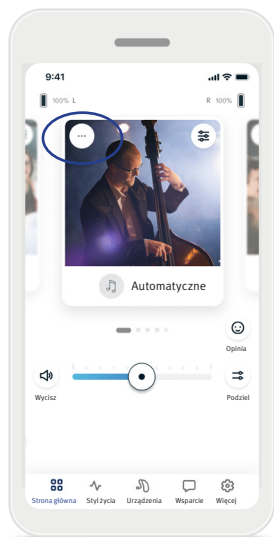 9:41
100% L
R 100%
Automatyczne
Opinia
Wycisz
Podziel
Strona główna Styl życia Urządzenia Wsparcie Więcej